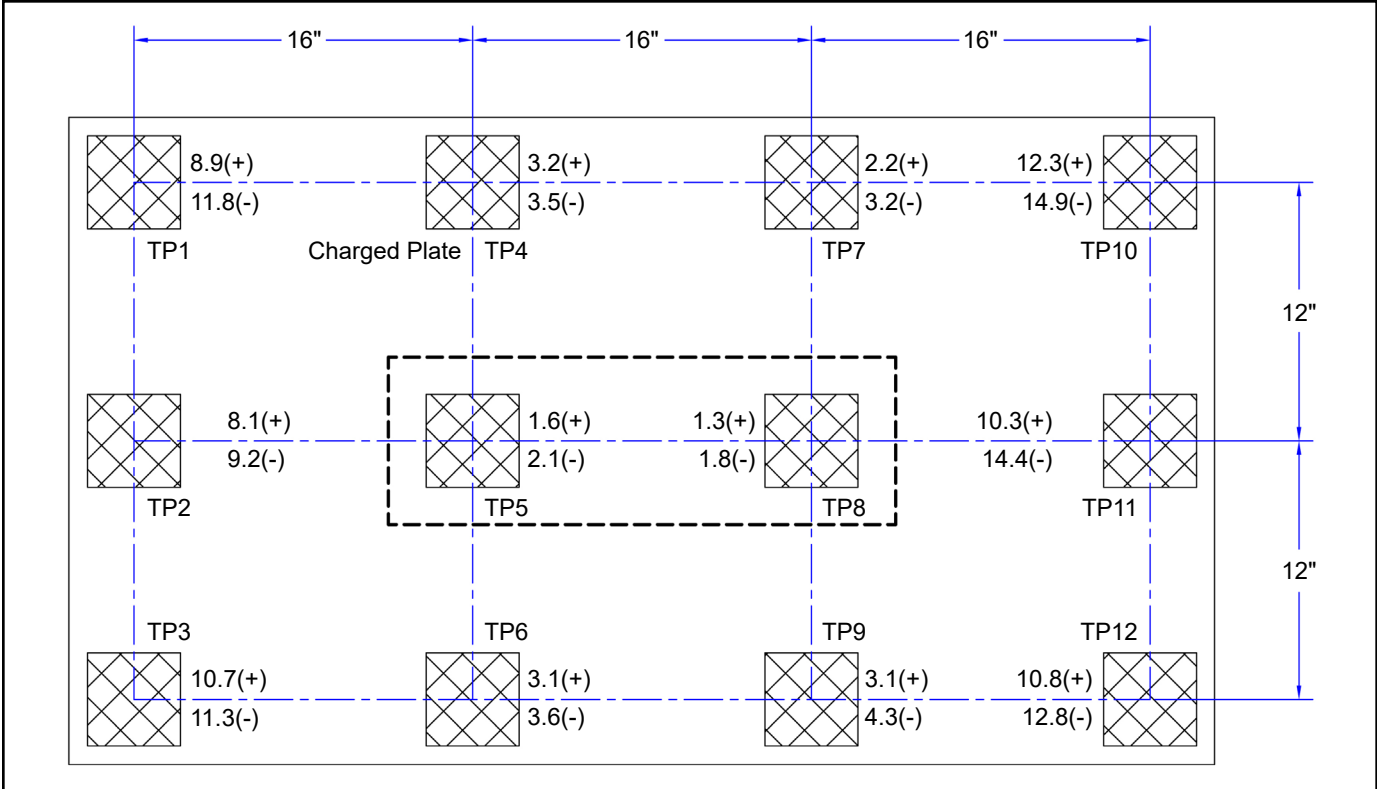 16" 16" 16"
8.9(+) 3.2(+) 2.2(+) 12.3(+)
11.8(-) 3.5(-) 3.2(-) 14.9(-)
TP1 Charged Plate TP4 TP7 TP10
12"
8.1(+) 1.6(+) 1.3(+) 10.3(+)
9.2(-) 2.1(-) 1.8(-) 14.4(-)
TP2 TP5 TP8 TP11
12"
TP3 TP6 TP9 TP12
10.7(+) 3.1(+) 3.1(+) 10.8(+)
11.3(-) 3.6(-) 4.3(-) 12.8(-)